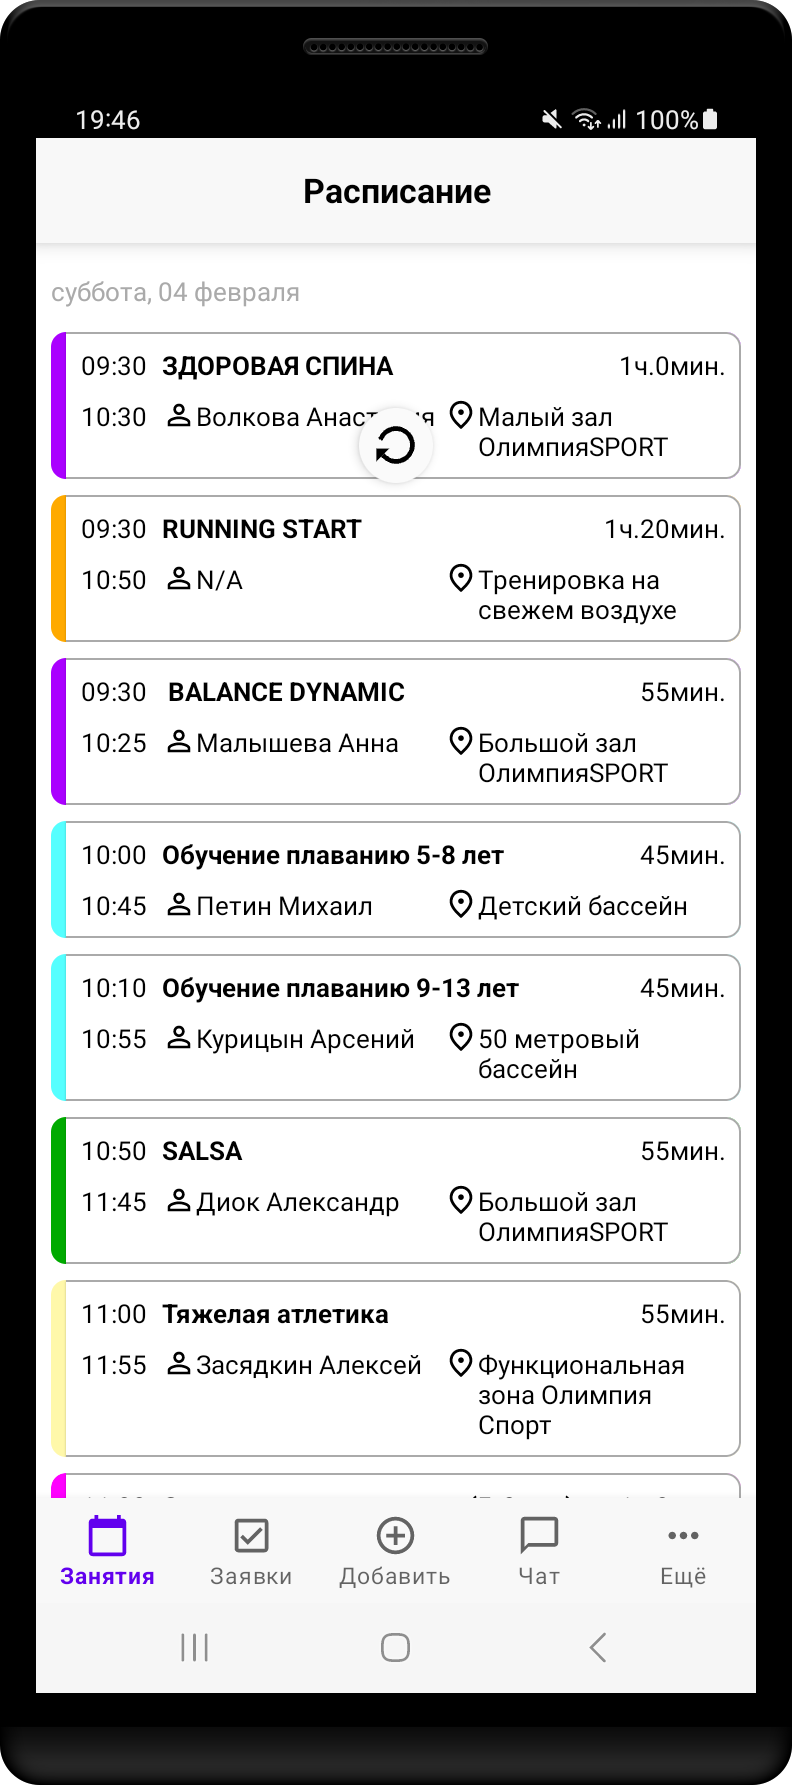 19:46 100%
Расписание
суббота, 04 февраля
09:30 ЗДОРОВАЯ СПИНА 1ч.0мин.
10:30 Волкова Малый зал
ОлимпияSPORT
09:30 RUNNING START 1ч.20мин.
10:50 N/A Тренировка на
свежем воздухе
09:30 BALANCE DYNAMIC 55мин.
10:25 Малышева Анна Большой зал
ОлимпияSPORT
10:00 Обучение плаванию 5-8 лет 45мин.
10:45 Петин Михаил Детский бассейн
10:10 Обучение плаванию 9-13 лет 45мин.
10:55 Курицын Арсений 50 метровый
бассейн
10:50 SALSA 55мин.
11:45 Диок Александр Большой зал
ОлимпияSPORT
11:00 Тяжелая атлетика 55мин.
11:55 Засядкин Алексей Функциональная
зона Олимпия
Спорт
Занятия Заявки Добавить Чат Ещё